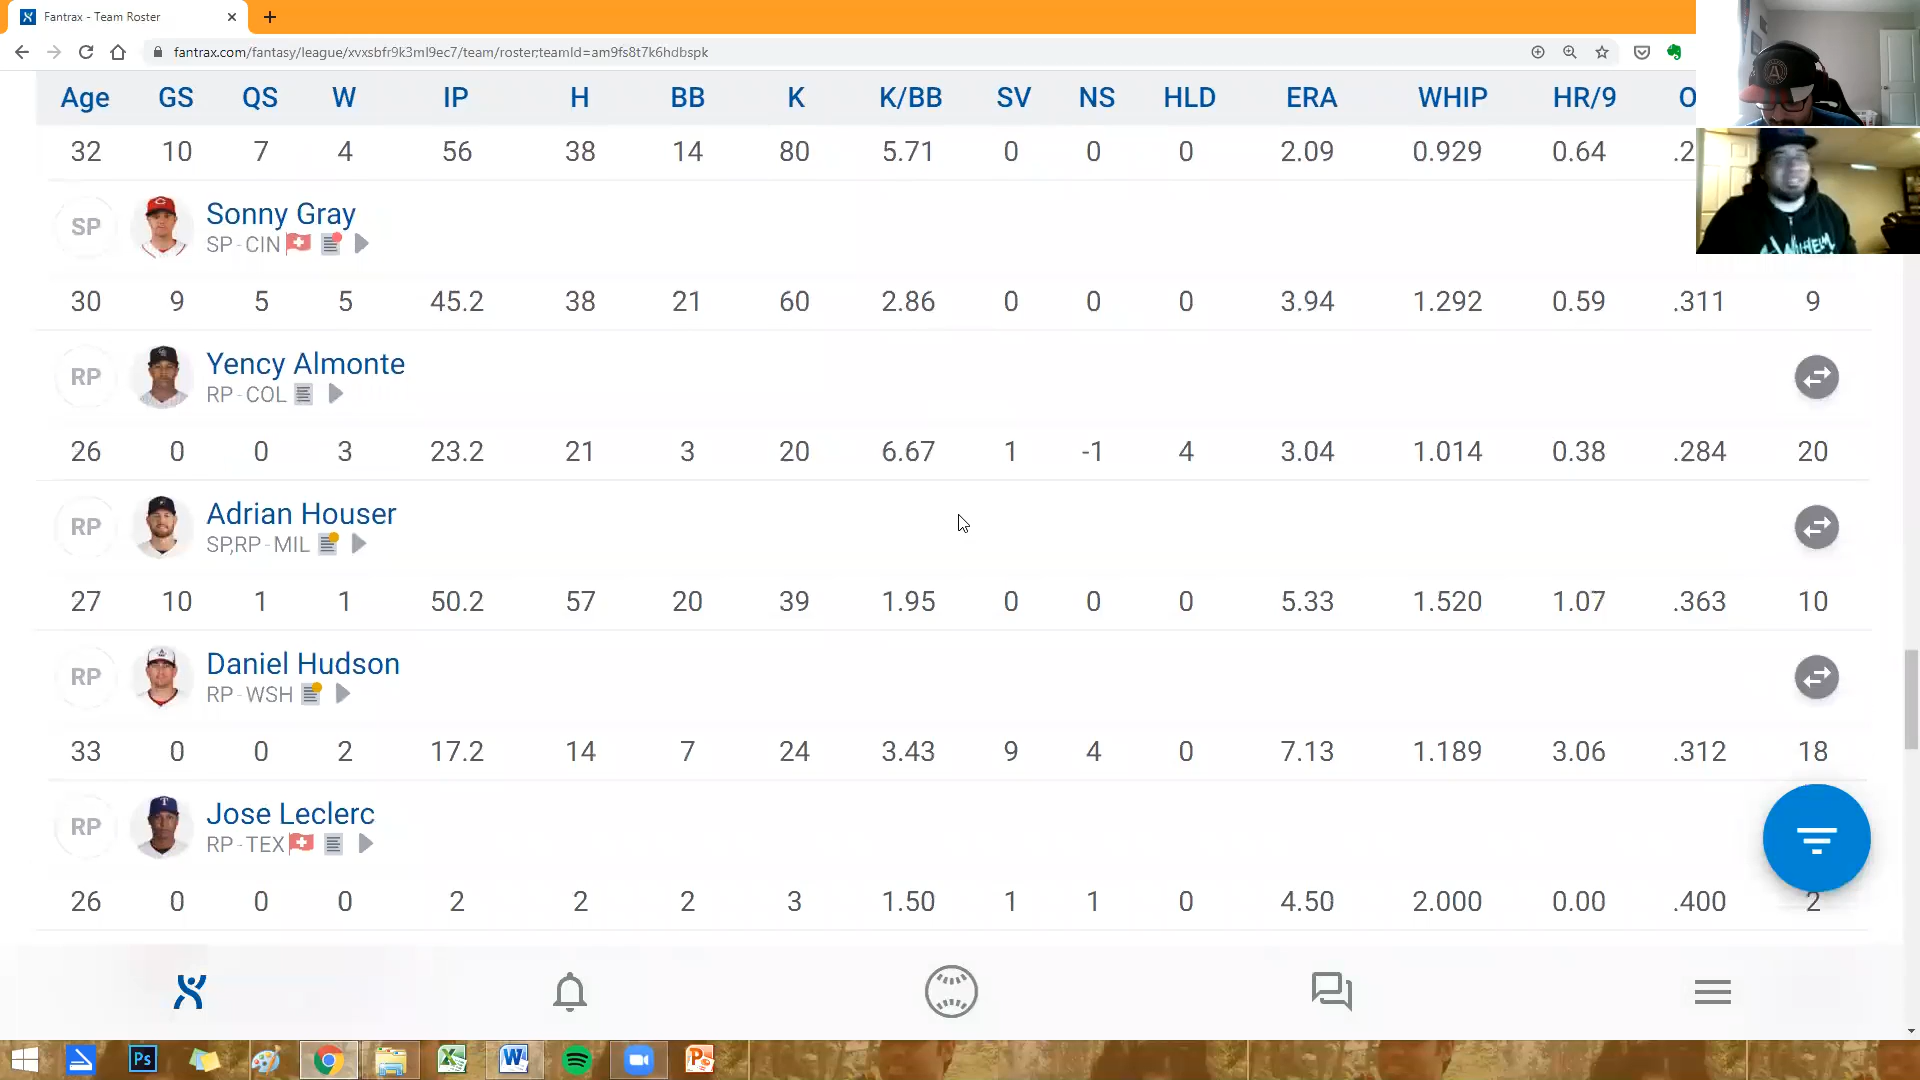 Fantrax - Team Roster
fantrax.com/fantasy/league/xvxsbfr9k3ml9ec7/team/roster;teamId=am9fs8t7k6hdbspk
Age GS QS W IP H BB K K/BB SV NS HLD ERA WHIP HR/9 O
32 10 7 4 56 38 14 80 5.71 0 0 0 2.09 0.929 0.64 .2
SP Sonny Gray
SP - CIN
30 9 5 5 45.2 38 21 60 2.86 0 0 0 3.94 1.292 0.59 .311 9
RP Yency Almonte
RP - COL
26 0 0 3 23.2 21 3 20 6.67 1 -1 4 3.04 1.014 0.38 .284 20
RP Adrian Houser
SP,RP - MIL
27 10 1 1 50.2 57 20 39 1.95 0 0 0 5.33 1.520 1.07 .363 10
RP Daniel Hudson
RP - WSH
33 0 0 2 17.2 14 7 24 3.43 9 4 0 7.13 1.189 3.06 .312 18
RP Jose Leclerc
RP - TEX
26 0 0 0 2 2 2 3 1.50 1 1 0 4.50 2.000 0.00 .400 2
Ps